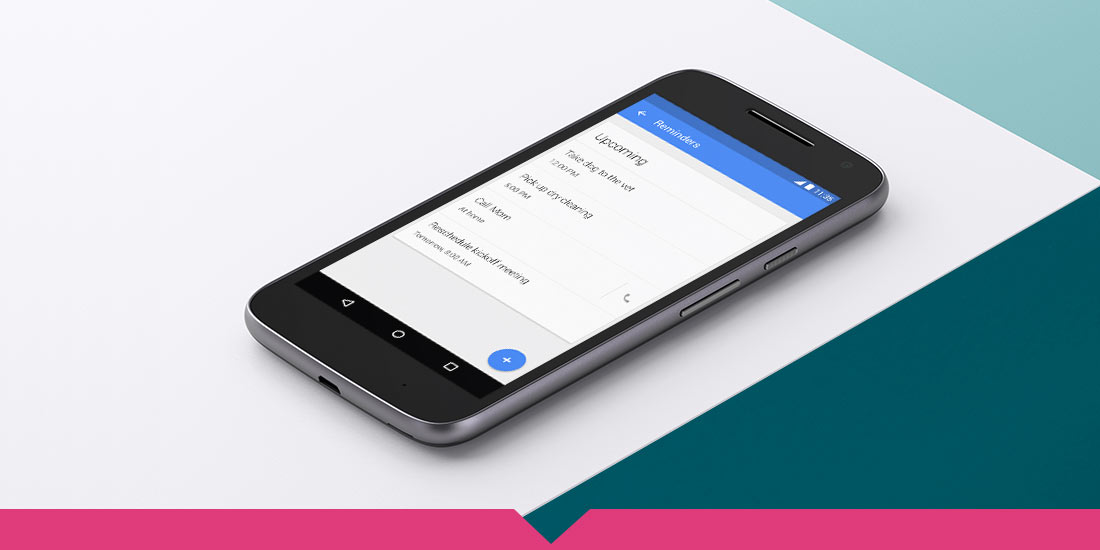 Reminders
11:35
Upcoming
Take dog to the vet
12:00 PM
Pick up dry cleaning
5:00 PM
Call Mom
At home
Reschedule kickoff meeting
Tomorrow, 8:00 AM